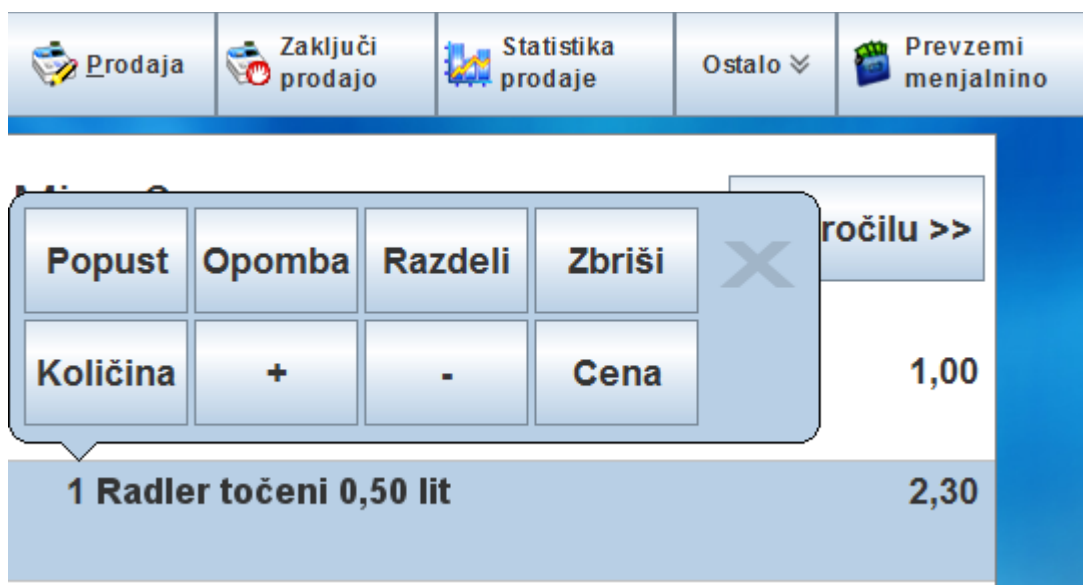 Prodaja
Zaključi
prodajo
Statistika
prodaje
Ostalo
Prevzemi
menjalnino
>>
Popust Opomba Razdeli Zbriši X
Količina + - Cena
1,00
1 Radler točeni 0,50 lit 2,30